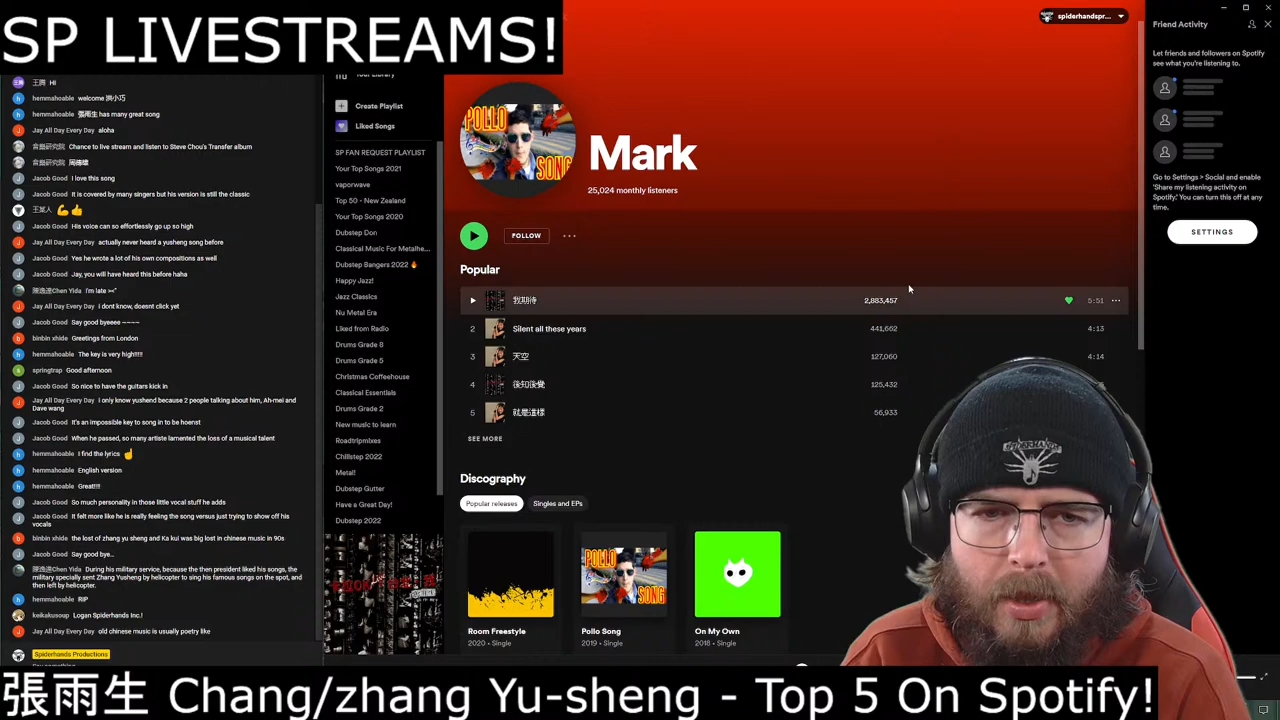 SP LIVESTREAMS!
spiderhandspr...
Friend Activity
Let friends and followers on Spotify
see what you're listening to.
Go to Settings > Social and enable
'Share my listening activity on
Spotify.' You can turn this off at any
time.
SETTINGS
王興 Hi
hemmahoable welcome 洪小巧
hemmahoable 張雨生 has many great song
Jay All Day Every Day aloha
音藝研究院 Chance to live stream and listen to Steve Chou's Transfer album
音藝研究院 周傳雄
Jacob Good I love this song
Jacob Good It is covered by many singers but his version is still the classic
王某人 💪👍
Jacob Good His voice can so effortlessly go up so high
Jay All Day Every Day actually never heard a yusheng song before
Jacob Good Yes he wrote a lot of his own compositions as well
Jacob Good Jay, you will have heard this before haha
陳逸達Chen Yida I'm late ><"
Jay All Day Every Day i dont know, doesnt click yet
Jacob Good Say good byeeee ~~~~
binbin xhide Greetings from London
hemmahoable The key is very high!!!!!
springtrap Good afternoon
Jacob Good So nice to have the guitars kick in
Jay All Day Every Day i only know yushend because 2 people talking about him, Ah-mei and
Dave wang
Jacob Good It's an impossible key to song in to be hoenst
Jacob Good When he passed, so many artiste lamented the loss of a musical talent
hemmahoable I find the lyrics ☝
hemmahoable English version
hemmahoable Great!!!!
Jacob Good So much personality in those little vocal stuff he adds
Jacob Good It felt more like he is really feeling the song versus just trying to show off his
vocals
binbin xhide the lost of zhang yu sheng and Ka kui was big lost in chinese music in 90s
Jacob Good Say good bye...
陳逸達Chen Yida During his military service, because the then president liked his songs, the
military specially sent Zhang Yusheng by helicopter to sing his famous songs on the spot, and
then left by helicopter.
hemmahoable RIP
keikakusoup Logan Spiderhands Inc.!
Jay All Day Every Day old chinese music is usually poetry like
Spiderhands Productions
Your Library
Create Playlist
Liked Songs
SP FAN REQUEST PLAYLIST
Your Top Songs 2021
vaporwave
Top 50 - New Zealand
Your Top Songs 2020
Dubstep Don
Classical Music For Metalhe...
Dubstep Bangers 2022 🔥
Happy Jazz!
Jazz Classics
Nu Metal Era
Liked from Radio
Drums Grade 8
Drums Grade 5
Christmas Coffeehouse
Classical Essentials
Drums Grade 2
New music to learn
Roadtripmixes
Chillstep 2022
Metal!
Dubstep Gutter
Have a Great Day!
Dubstep 2022
POLLO
SONG
Mark
25,024 monthly listeners
FOLLOW
Popular
我期待 2,883,457 5:51
2 Silent all these years 441,662 4:13
3 天空 127,060 4:14
4 後知後覺 125,432
5 就是這樣 56,933
SEE MORE
Discography
Popular releases Singles and EPs
POLLO
SONG
Room Freestyle
2020 • Single
Pollo Song
2019 • Single
On My Own
2018 • Single
SPIDERHANDS
張雨生 Chang/zhang Yu-sheng - Top 5 On Spotify!